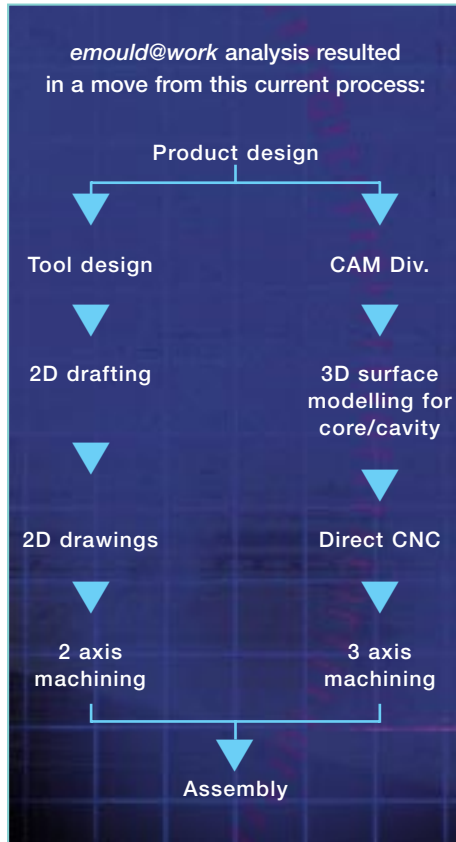 emould@work analysis resulted
in a move from this current process:
Product design
Tool design
CAM Div.
2D drafting
3D surface
modelling for
core/cavity
2D drawings
Direct CNC
2 axis
machining
3 axis
machining
Assembly